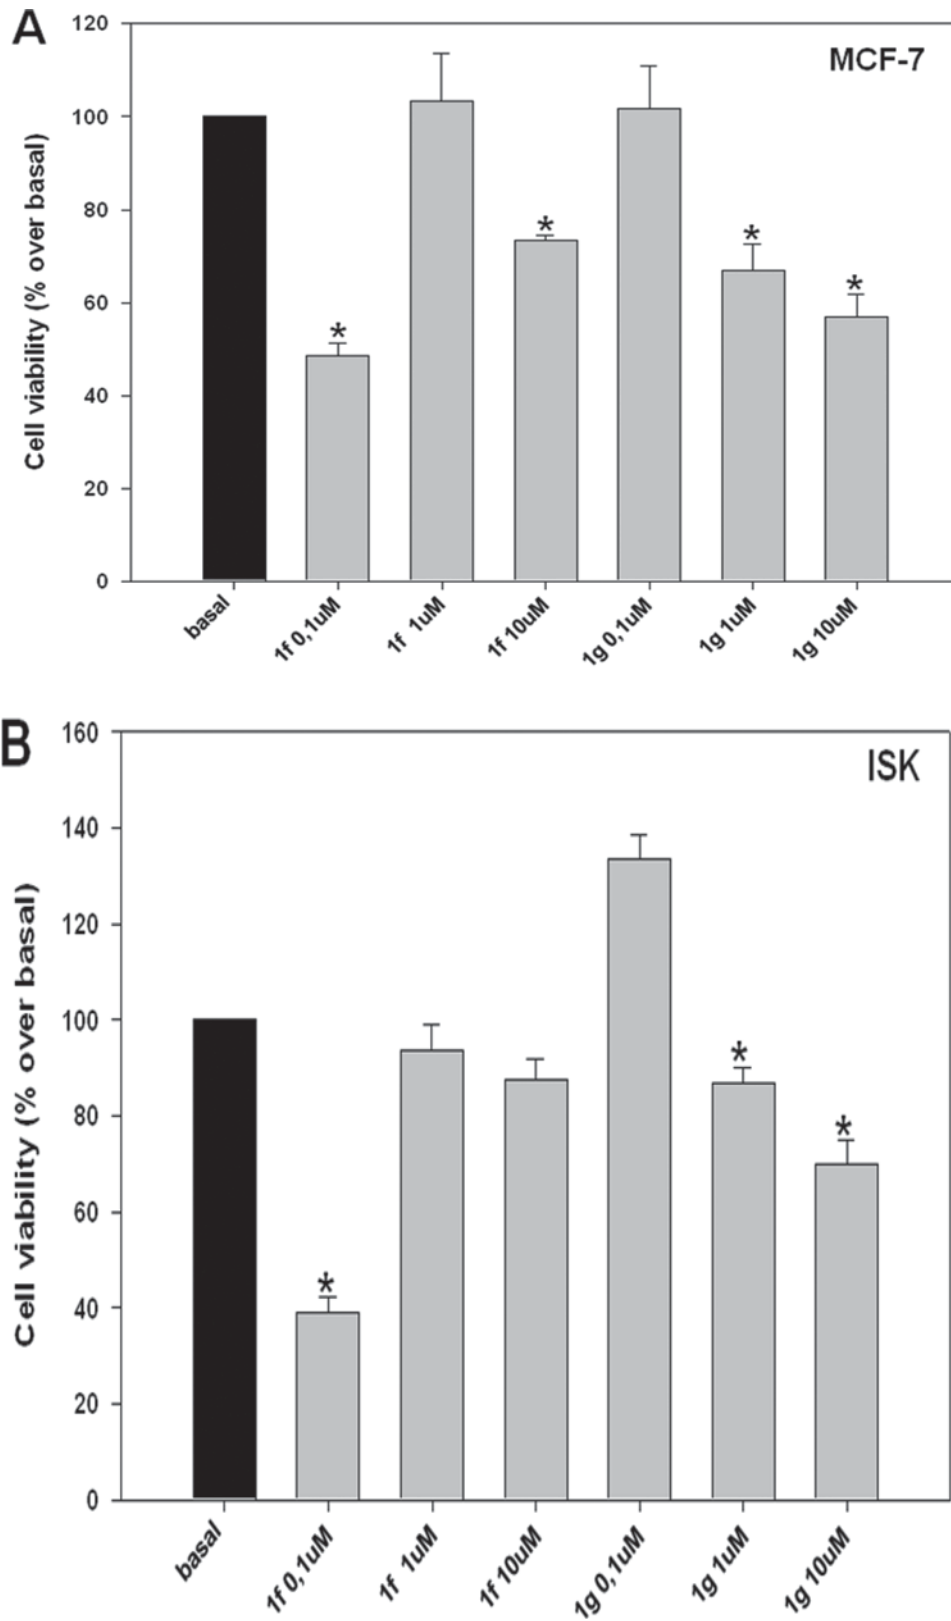 A
MCF-7
Cell viability (% over basal)
120
100
80
60
40
20
0
*
*
*
*
basal
1f 0,1uM
1f 1uM
1f 10uM
1g 0,1uM
1g 1uM
1g 10uM
B
ISK
Cell viability (% over basal)
160
140
120
100
80
60
40
20
0
*
*
*
basal
1f 0,1uM
1f 1uM
1f 10uM
1g 0,1uM
1g 1uM
1g 10uM